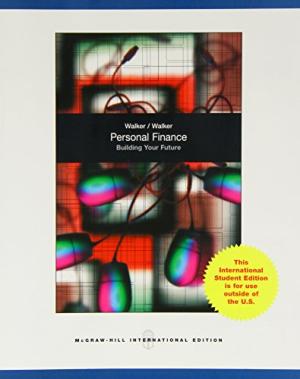 Walker / Walker
Personal Finance
Building Your Future
This
International
Student Edition
is for use
outside of
the U.S.
McGRAW-HILL INTERNATIONAL EDITION